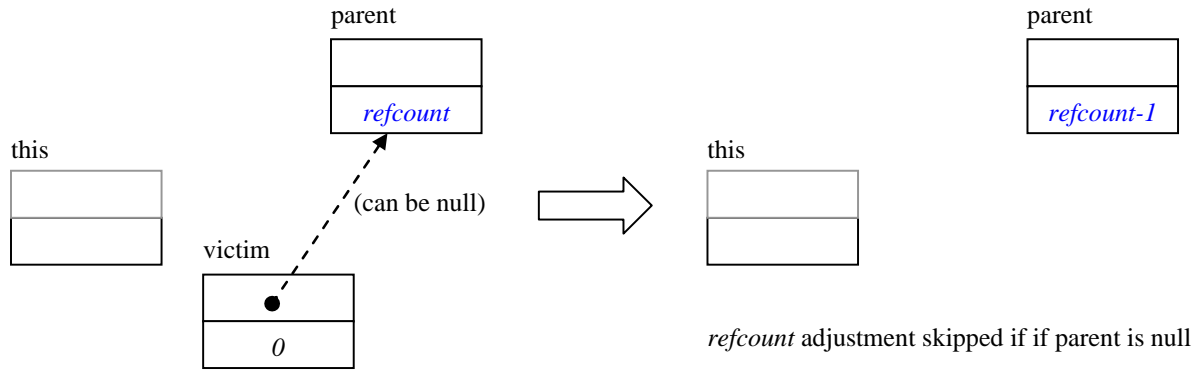 parent
parent
refcount
refcount-1
this
this
(can be null)
victim
0
refcount adjustment skipped if if parent is null